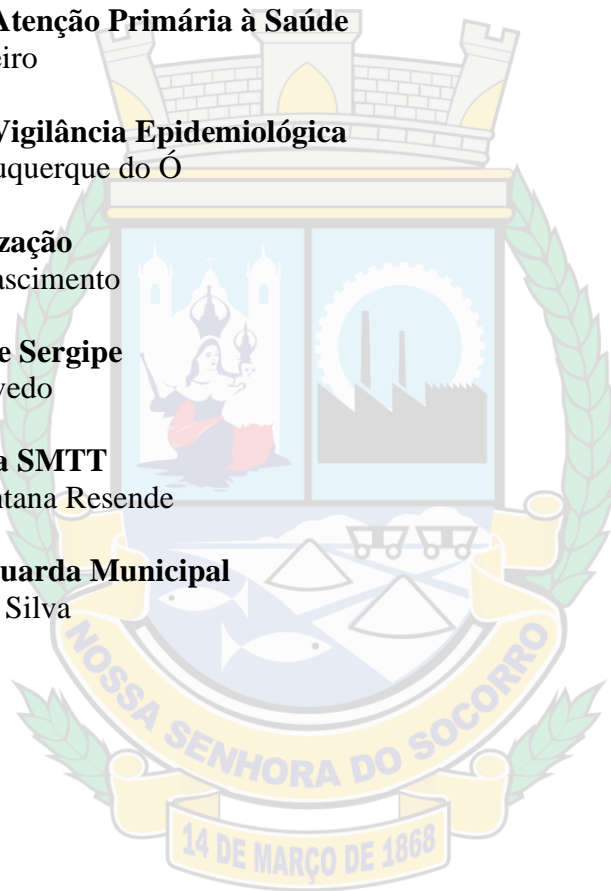 Atenção Primária à Saúde
eiro
Vigilância Epidemiológica
uquerque do Ó
zação
ascimento
e Sergipe
vedo
a SMTT
ntana Resende
uarda Municipal
Silva
NOSSA SENHORA DO SOCORRO
14 DE MARÇO DE 1868